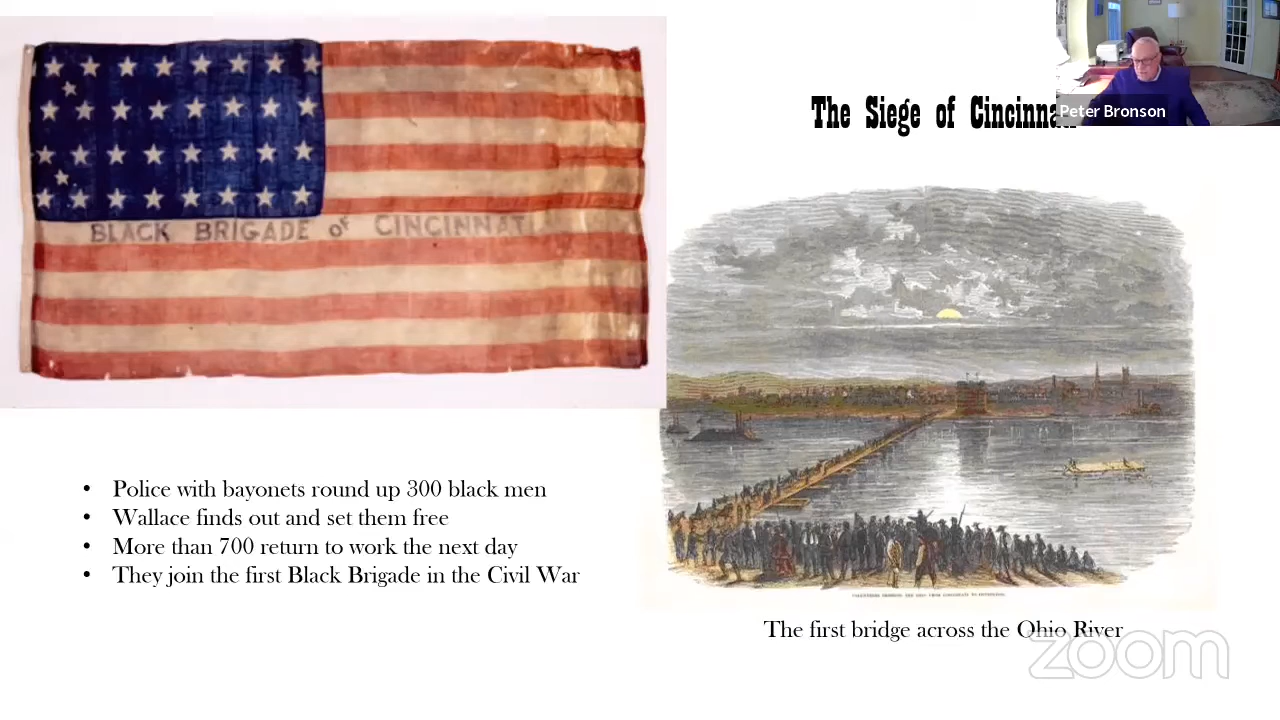 The Siege of Cincinna
Peter Bronson
BLACK BRIGADE OF CINCINNATI
• Police with bayonets round up 300 black men
• Wallace finds out and set them free
• More than 700 return to work the next day
• They join the first Black Brigade in the Civil War
The first bridge across the Ohio River
zoom